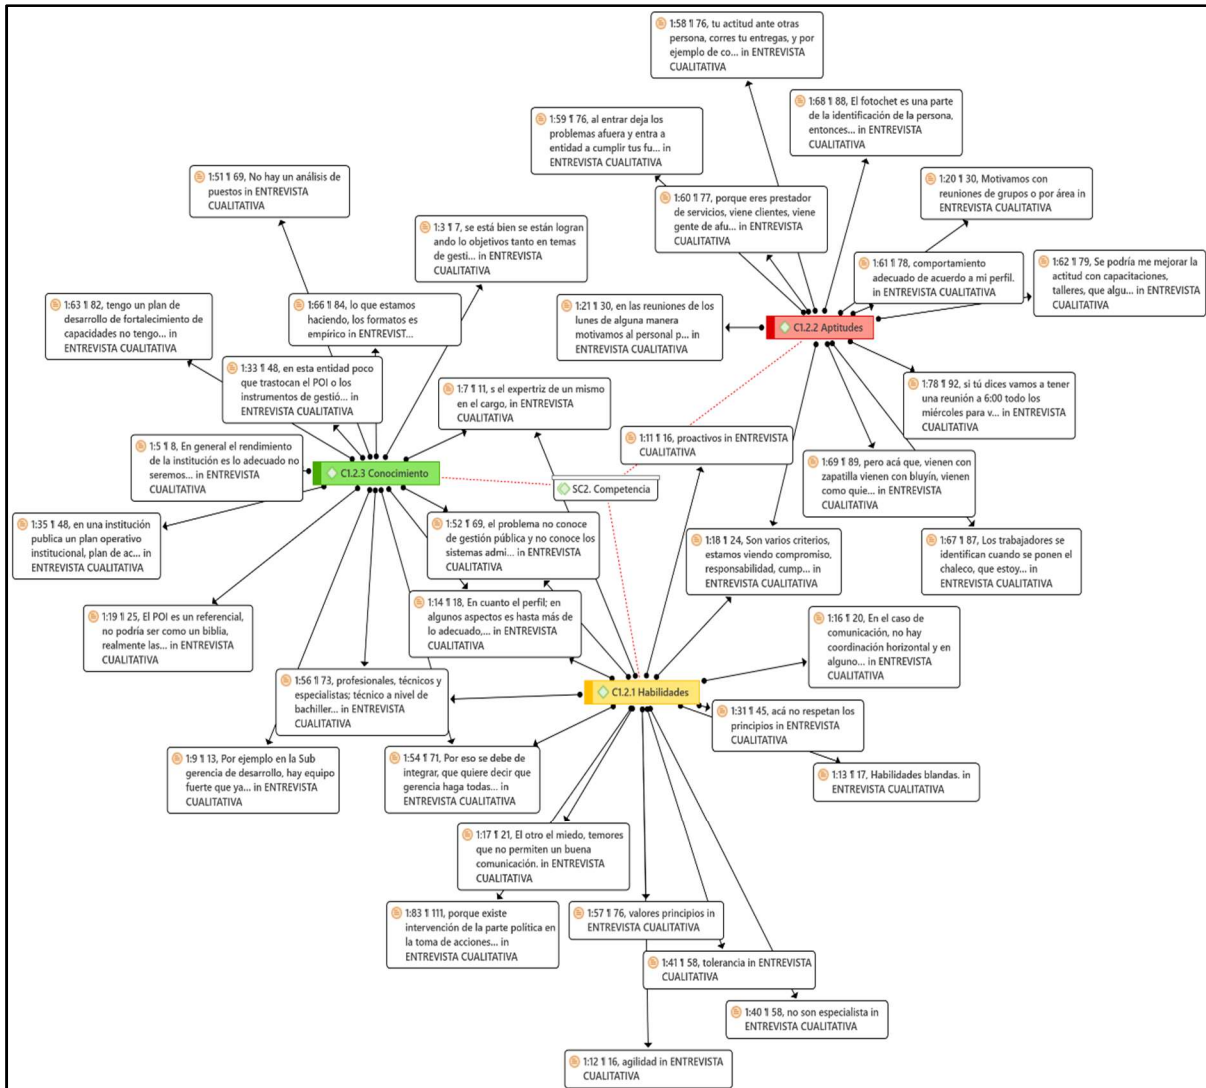 1:58 ¶ 76, tu actitud ante otras
persona, corres tu entregas, y por
ejemplo de co... in ENTREVISTA
CUALITATIVA
1:68 ¶ 88, El fotochet es una parte
de la identificación de la persona,
entonces... in ENTREVISTA
CUALITATIVA
1:59 ¶ 76, al entrar deja los
problemas afuera y entra a
entidad a cumplir tus fu... in
ENTREVISTA CUALITATIVA
1:51 ¶ 69, No hay un análisis de
puestos in ENTREVISTA
CUALITATIVA
1:20 ¶ 30, Motivamos con
reuniones de grupos o por área in
ENTREVISTA CUALITATIVA
1:60 ¶ 77, porque eres prestador
de servicios, viene clientes, viene
gente de afu... in ENTREVISTA
CUALITATIVA
1:3 ¶ 7, se está bien se están logran
ando lo objetivos tanto en temas
de gesti... in ENTREVISTA
CUALITATIVA
1:61 ¶ 78, comportamiento
adecuado de acuerdo a mi perfil.
in ENTREVISTA CUALITATIVA
1:62 ¶ 79, Se podría me mejorar la
actitud con capacitaciones,
talleres, que algu... in ENTREVISTA
CUALITATIVA
1:63 ¶ 82, tengo un plan de
desarrollo de fortalecimiento de
capacidades no tengo... in
ENTREVISTA CUALITATIVA
1:66 ¶ 84, lo que estamos
haciendo, los formatos es
empírico in ENTREVIST...
1:21 ¶ 30, en las reuniones de los
lunes de alguna manera
motivamos al personal p... in
ENTREVISTA CUALITATIVA
C1.2.2 Aptitudes
1:33 ¶ 48, en esta entidad poco
que trastocan el POI o los
instrumentos de gestió... in
ENTREVISTA CUALITATIVA
1:7 ¶ 11, s el expertriz de un mismo
en el cargo, in ENTREVISTA
CUALITATIVA
1:78 ¶ 92, si tú dices vamos a tener
una reunión a 6:00 todo los
miércoles para v... in ENTREVISTA
CUALITATIVA
1:11 ¶ 16, proactivos in ENTREVISTA
CUALITATIVA
1:5 ¶ 8, En general el rendimiento
de la institución es lo adecuado no
seremos... in ENTREVISTA
CUALITATIVA
C1.2.3 Conocimiento
SC2. Competencia
1:69 ¶ 89, pero acá que, vienen con
zapatilla vienen con bluyín, vienen
como quie... in ENTREVISTA
CUALITATIVA
1:35 ¶ 48, en una institución
publica un plan operativo
institucional, plan de ac... in
ENTREVISTA CUALITATIVA
1:52 ¶ 69, el problema no conoce
de gestión pública y no conoce los
sistemas admi... in ENTREVISTA
CUALITATIVA
1:18 ¶ 24, Son varios criterios,
estamos viendo compromiso,
responsabilidad, cump... in
ENTREVISTA CUALITATIVA
1:67 ¶ 87, Los trabajadores se
identifican cuando se ponen el
chaleco, que estoy... in
ENTREVISTA CUALITATIVA
1:14 ¶ 18, En cuanto el perfil; en
algunos aspectos es hasta más de
lo adecuado,... in ENTREVISTA
CUALITATIVA
1:19 ¶ 25, El POI es un referencial,
no podría ser como un biblia,
realmente las... in ENTREVISTA
CUALITATIVA
1:16 ¶ 20, En el caso de
comunicación, no hay
coordinación horizontal y en
alguno... in ENTREVISTA
CUALITATIVA
1:56 ¶ 73, profesionales, técnicos y
especialistas; técnico a nivel de
bachiller... in ENTREVISTA
CUALITATIVA
C1.2.1 Habilidades
1:31 ¶ 45, acá no respetan los
principios in ENTREVISTA
CUALITATIVA
1:9 ¶ 13, Por ejemplo en la Sub
gerencia de desarrollo, hay equipo
fuerte que ya... in ENTREVISTA
CUALITATIVA
1:54 ¶ 71, Por eso se debe de
integrar, que quiere decir que
gerencia haga todas... in
ENTREVISTA CUALITATIVA
1:13 ¶ 17, Habilidades blandas. in
ENTREVISTA CUALITATIVA
1:17 ¶ 21, El otro el miedo, temores
que no permiten un buena
comunicación. in ENTREVISTA
CUALITATIVA
1:83 ¶ 111, porque existe
intervención de la parte política en
la toma de acciones... in
ENTREVISTA CUALITATIVA
1:57 ¶ 76, valores principios in
ENTREVISTA CUALITATIVA
1:41 ¶ 58, tolerancia in ENTREVISTA
CUALITATIVA
1:40 ¶ 58, no son especialista in
ENTREVISTA CUALITATIVA
1:12 ¶ 16, agilidad in ENTREVISTA
CUALITATIVA